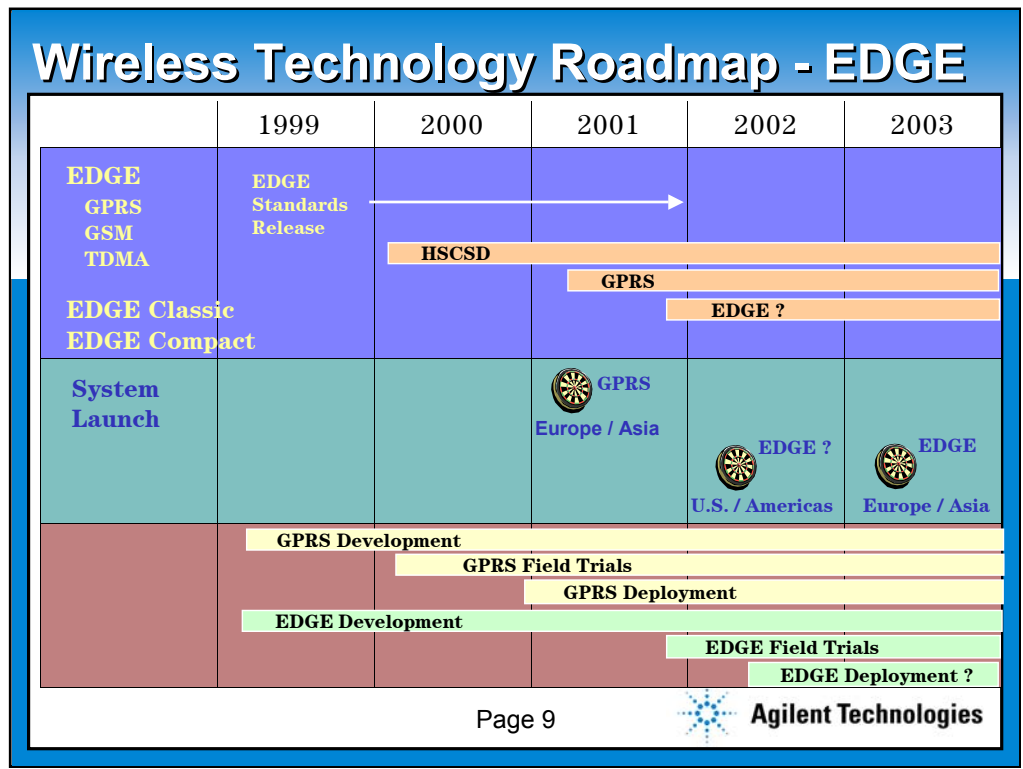 Wireless Technology Roadmap - EDGE
1999 2000 2001 2002 2003
EDGE
GPRS
GSM
TDMA
EDGE Classic
EDGE Compact
EDGE
Standards
Release
HSCSD
GPRS
EDGE ?
System
Launch
GPRS
Europe / Asia
EDGE ?
U.S. / Americas
EDGE
Europe / Asia
GPRS Development
GPRS Field Trials
GPRS Deployment
EDGE Development
EDGE Field Trials
EDGE Deployment ?
Page 9
Agilent Technologies